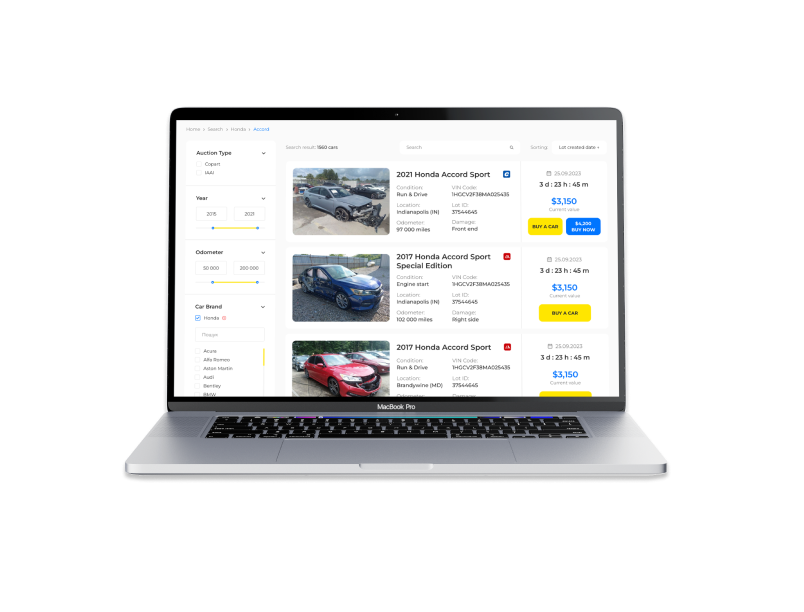 Home > Search > Honda > Accord
Auction Type
Copart
IAAI
Year
2015
2021
Odometer
50 000
200 000
Car Brand
Honda
Пошук
Acura
Alfa Romeo
Aston Martin
Audi
Bentley
BMW
Search result: 1560 cars
Search
Sorting:
Lot created date
2021 Honda Accord Sport
Condition:
Run & Drive
VIN Code:
1HGCV2F38MA025435
Location:
Indianapolis (IN)
Lot ID:
37544645
Odometer:
97 000 miles
Damage:
Front end
25.09.2023
3 d : 23 h : 45 m
$3,150
Current value
BUY A CAR
$4,200
BUY NOW
2017 Honda Accord Sport
Special Edition
Condition:
Engine start
VIN Code
1HGCV2F38MA025435
Location:
Indianapolis (IN)
Lot ID:
37544645
Odometer:
102 000 miles
Damage:
Right side
25.09.2023
3 d : 23 h : 45 m
$3,150
Current value
BUY A CAR
2017 Honda Accord Sport
Condition:
Run & Drive
VIN Code:
1HGCV2F38MA025435
Location:
Brandywine (MD)
Lot ID:
37544645
25.09.2023
3 d : 23 h : 45 m
$3,150
Current value
MacBook Pro